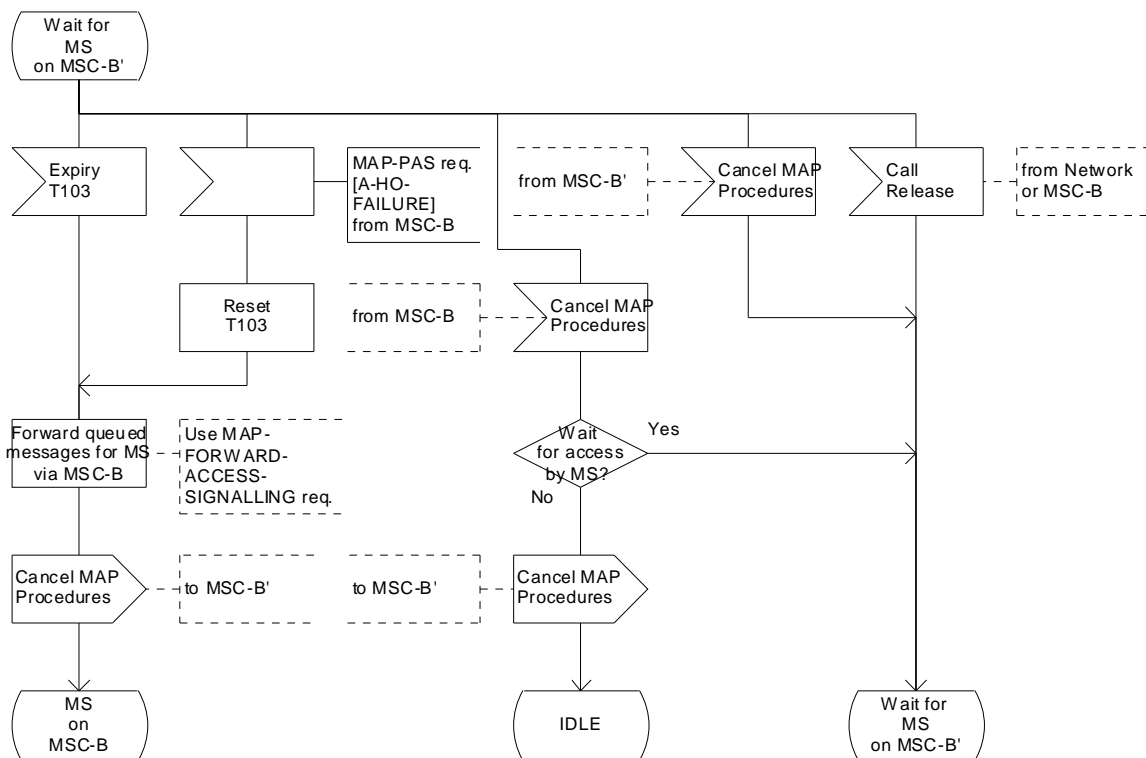 Wait for
MS
on MSC-B'
Expiry
T103
MAP-PAS req.
[A-HO-
FAILURE]
from MSC-B
from MSC-B'
Cancel MAP
Procedures
Call
Release
from Network
or MSC-B
Reset
T103
from MSC-B
Cancel MAP
Procedures
Forward queued
messages for MS
via MSC-B
Use MAP-
FORWARD-
ACCESS-
SIGNALLING req.
Wait
for access
by MS?
Yes
No
Cancel MAP
Procedures
to MSC-B'
to MSC-B'
Cancel MAP
Procedures
MS
on
MSC-B
IDLE
Wait for
MS
on MSC-B'